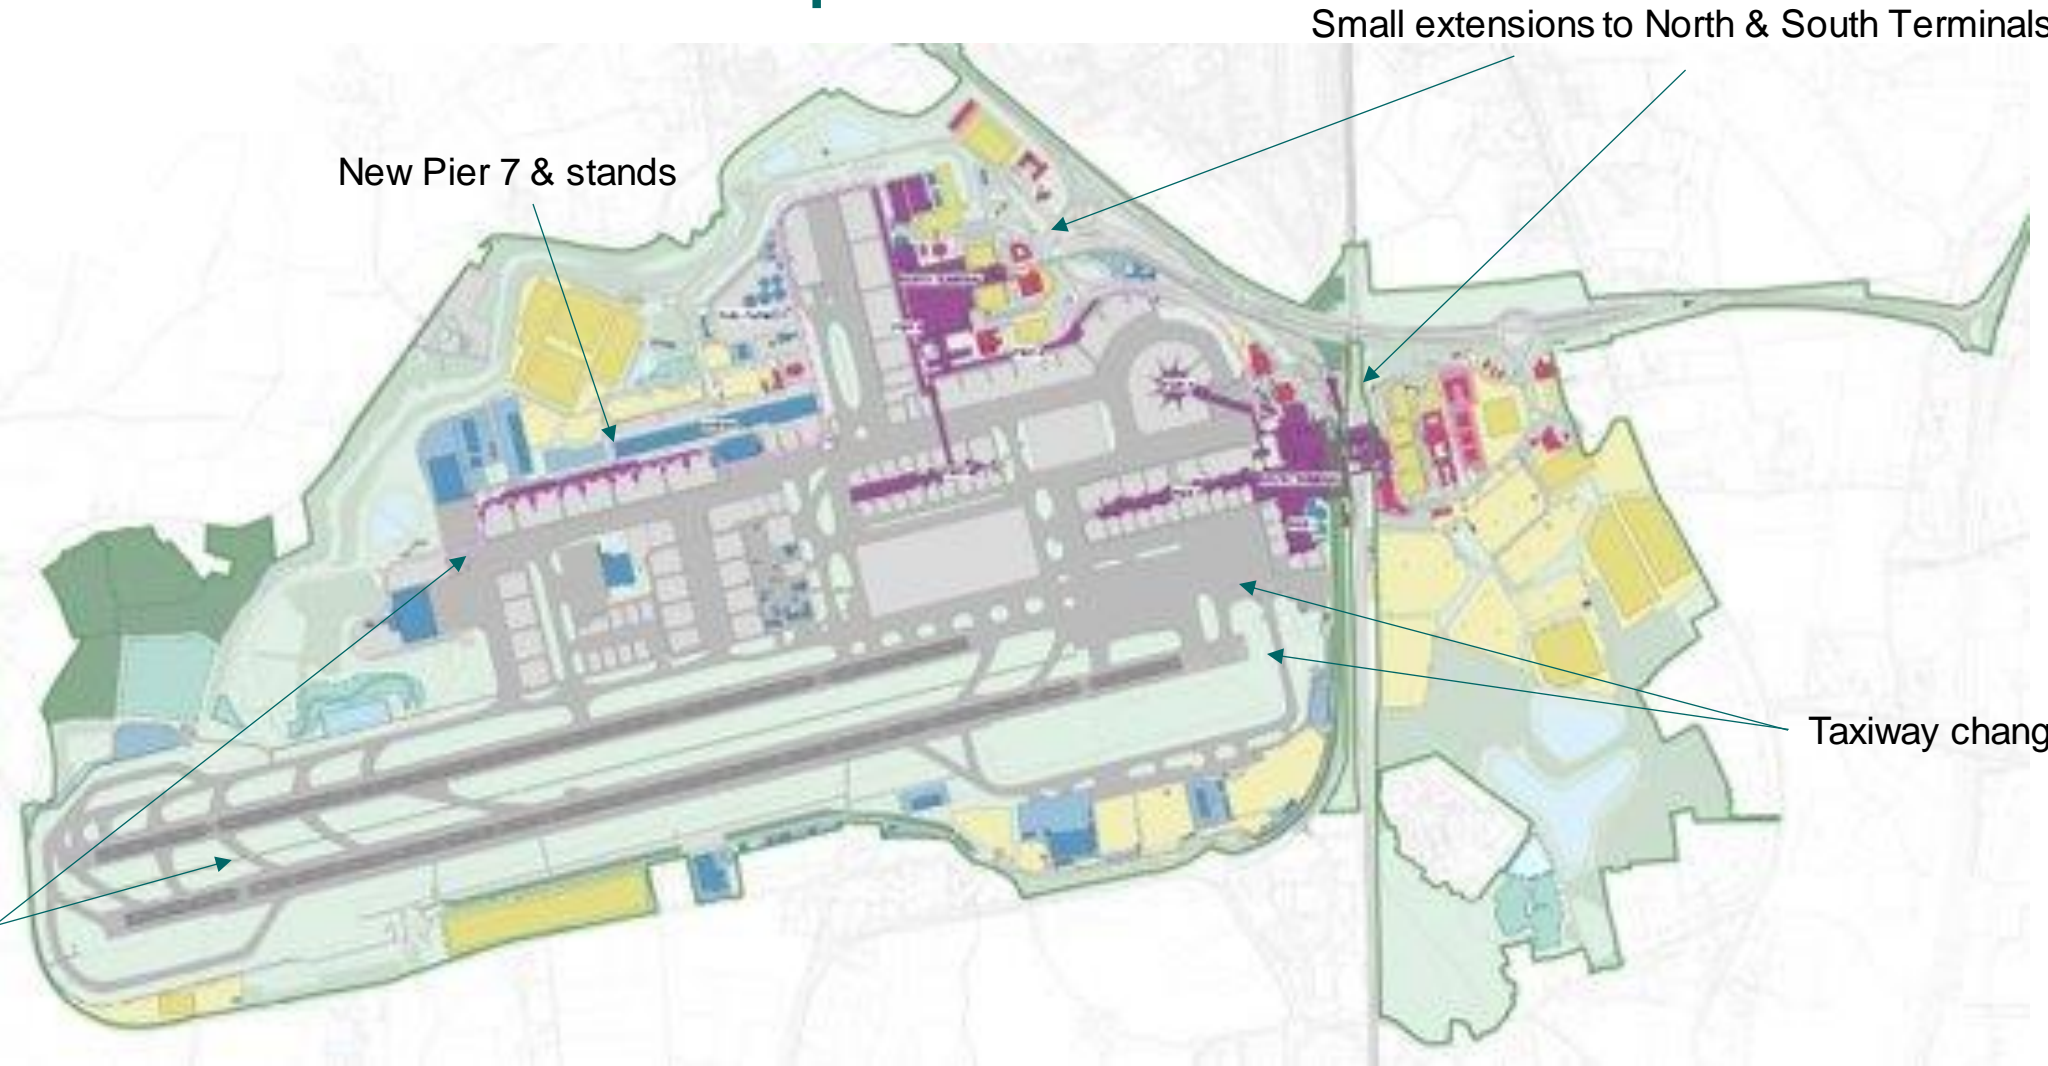 Small extensions to North & South Terminals
New Pier 7 & stands
Taxiway chang